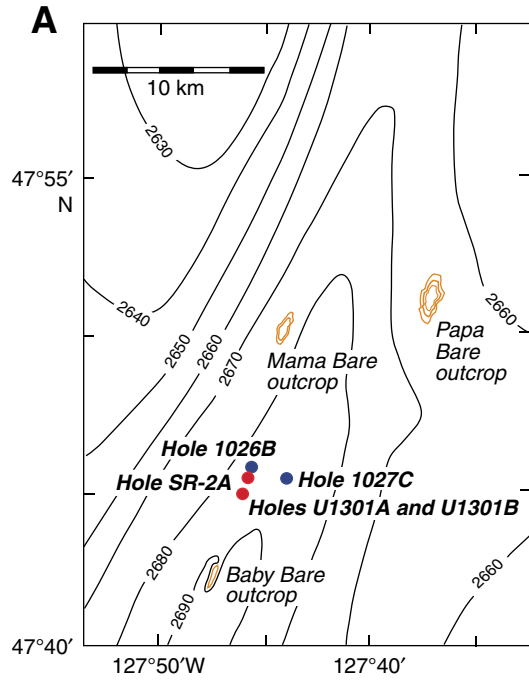 A
10 km
2630
47°55′
N
2640
2650
2660
2670
2660
Mama Bare
outcrop
Papa
Bare
outcrop
Hole 1026B
Hole SR-2A
Hole 1027C
Holes U1301A and U1301B
2680
2690
Baby Bare
outcrop
2660
47°40′
127°50′W
127°40′